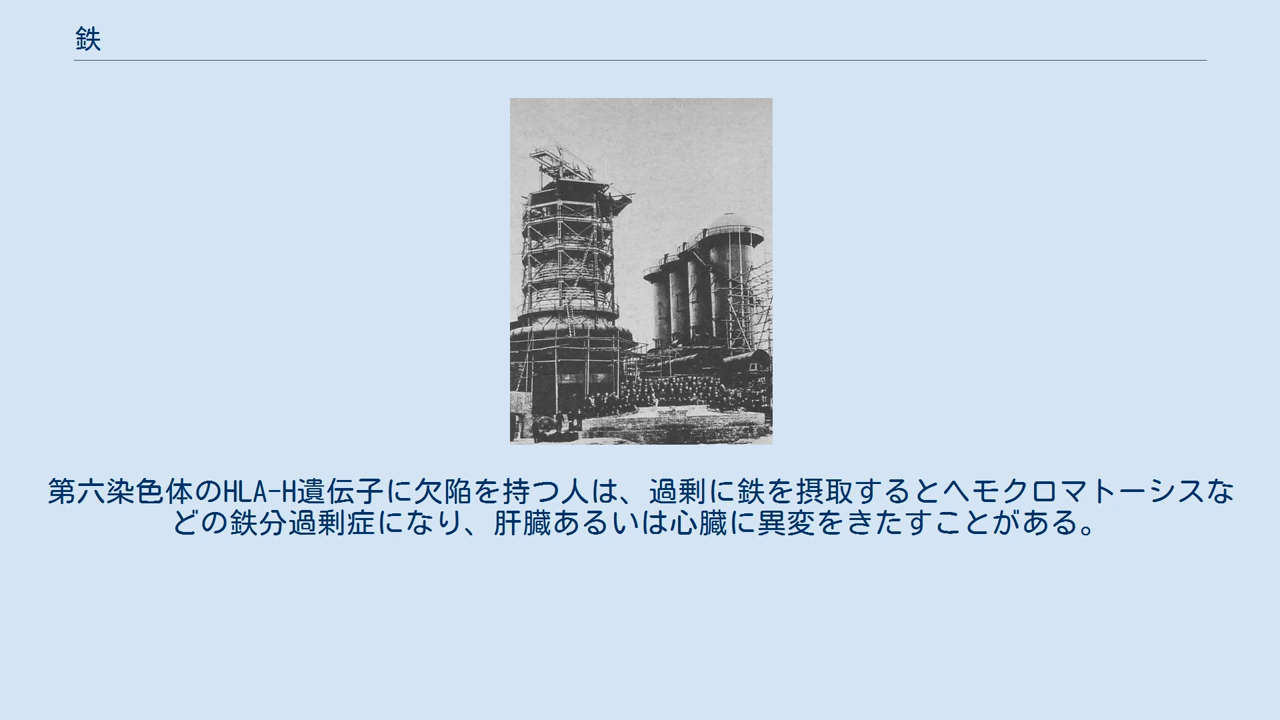 鉄
第六染色体のHLA-H遺伝子に欠陥を持つ人は、過剰に鉄を摂取するとヘモクロマトーシスな
どの鉄分過剰症になり、肝臓あるいは心臓に異変をきたすことがある。